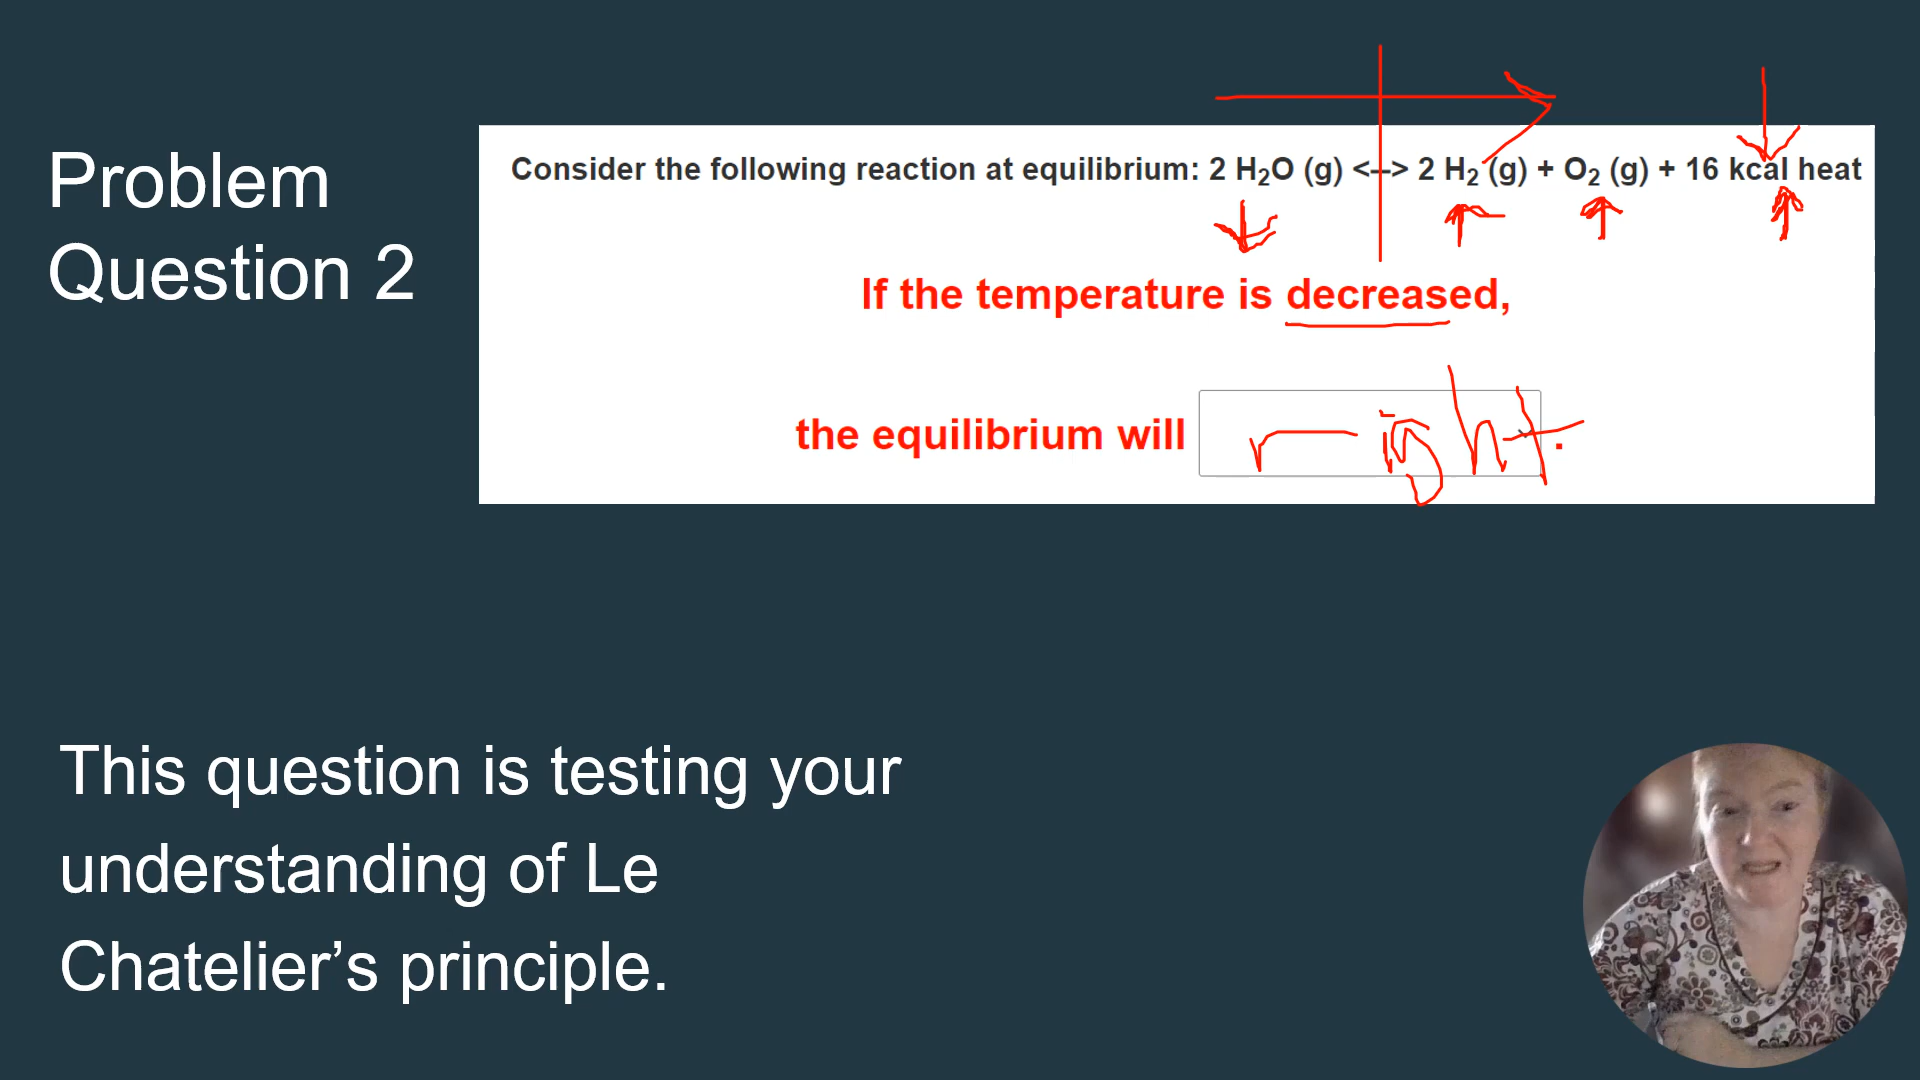 Problem
Question 2
Consider the following reaction at equilibrium: 2 H₂O (g) <–> 2 H₂ (g) + O₂ (g) + 16 kcal heat
If the temperature is decreased,
the equilibrium will right.
This question is testing your
understanding of Le
Chatelier’s principle.